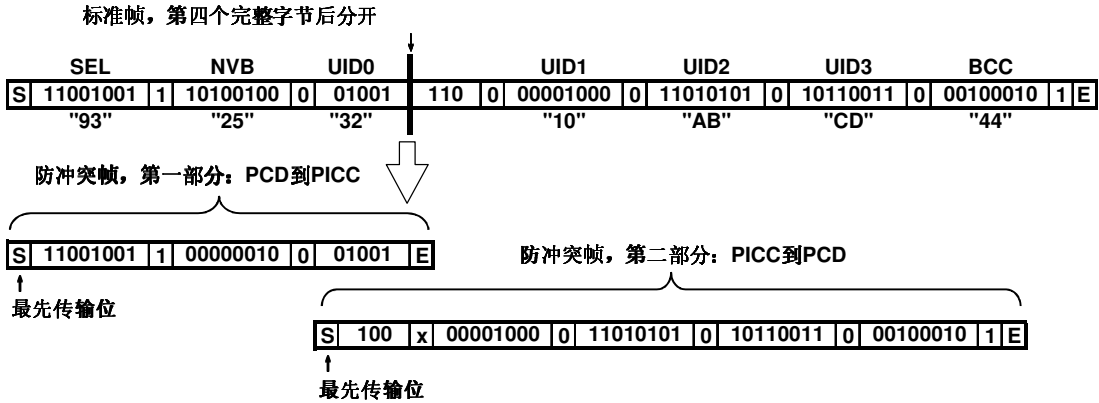 标准帧，第四个完整字节后分开
SEL NVB UID0 UID1 UID2 UID3 BCC
S 11001001 1 10100100 0 01001 110 0 00001000 0 11010101 0 10110011 0 00100010 1 E
"93" "25" "32" "10" "AB" "CD" "44"
防冲突帧，第一部分：PCD到PICC
S 11001001 1 00000010 0 01001 E
最先传输位
防冲突帧，第二部分：PICC到PCD
S 100 x 00001000 0 11010101 0 10110011 0 00100010 1 E
最先传输位